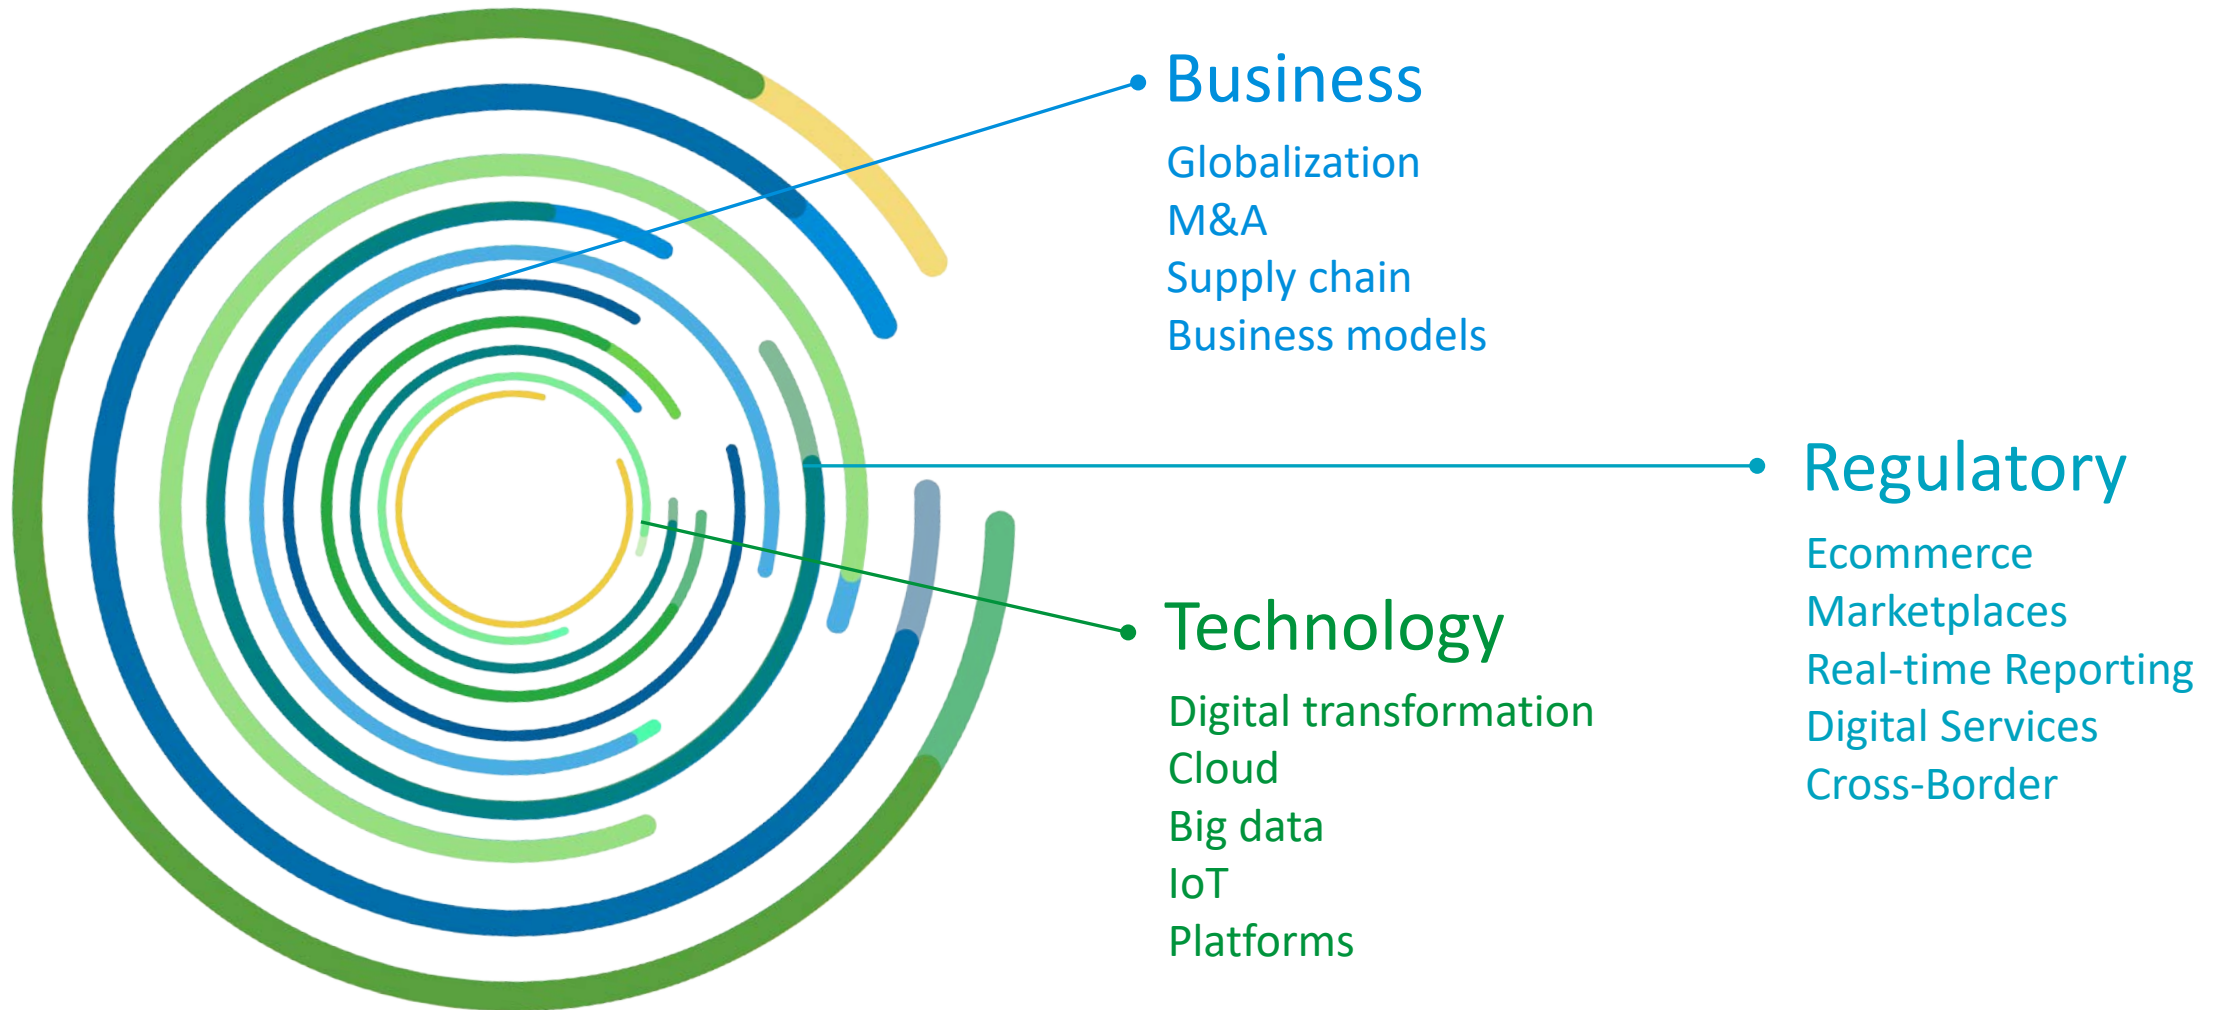 Business
Globalization
M&A
Supply chain
Business models
Regulatory
Ecommerce
Marketplaces
Real-time Reporting
Digital Services
Cross-Border
Technology
Digital transformation
Cloud
Big data
IoT
Platforms